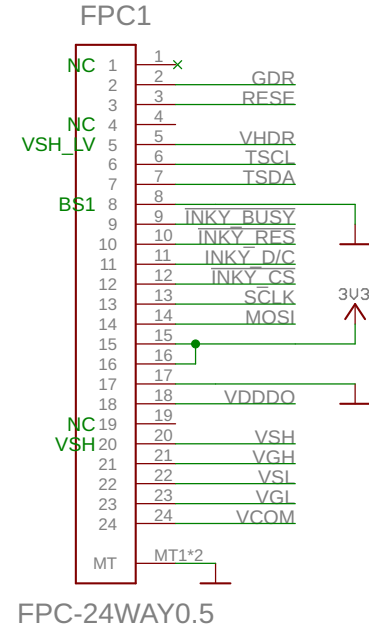 FPC1
NC 1 1
2 2 GDR
3 3 RESE
NC 4 4
VSH_LV 5 5 VHDR
6 6 TSCL
7 7 TSDA
BS1 8 8
9 9 INKY_BUSY
10 10 INKY_RES
11 11 INKY_D/C
12 12 INKY_CS
13 13 SCLK 3V3
14 14 MOSI
15 15
16 16
17 17
18 18 VDDDO
NC 19 19
VSH 20 20 VSH
21 21 VGH
22 22 VSL
23 23 VGL
24 24 VCOM
MT MT1*2
FPC-24WAY0.5